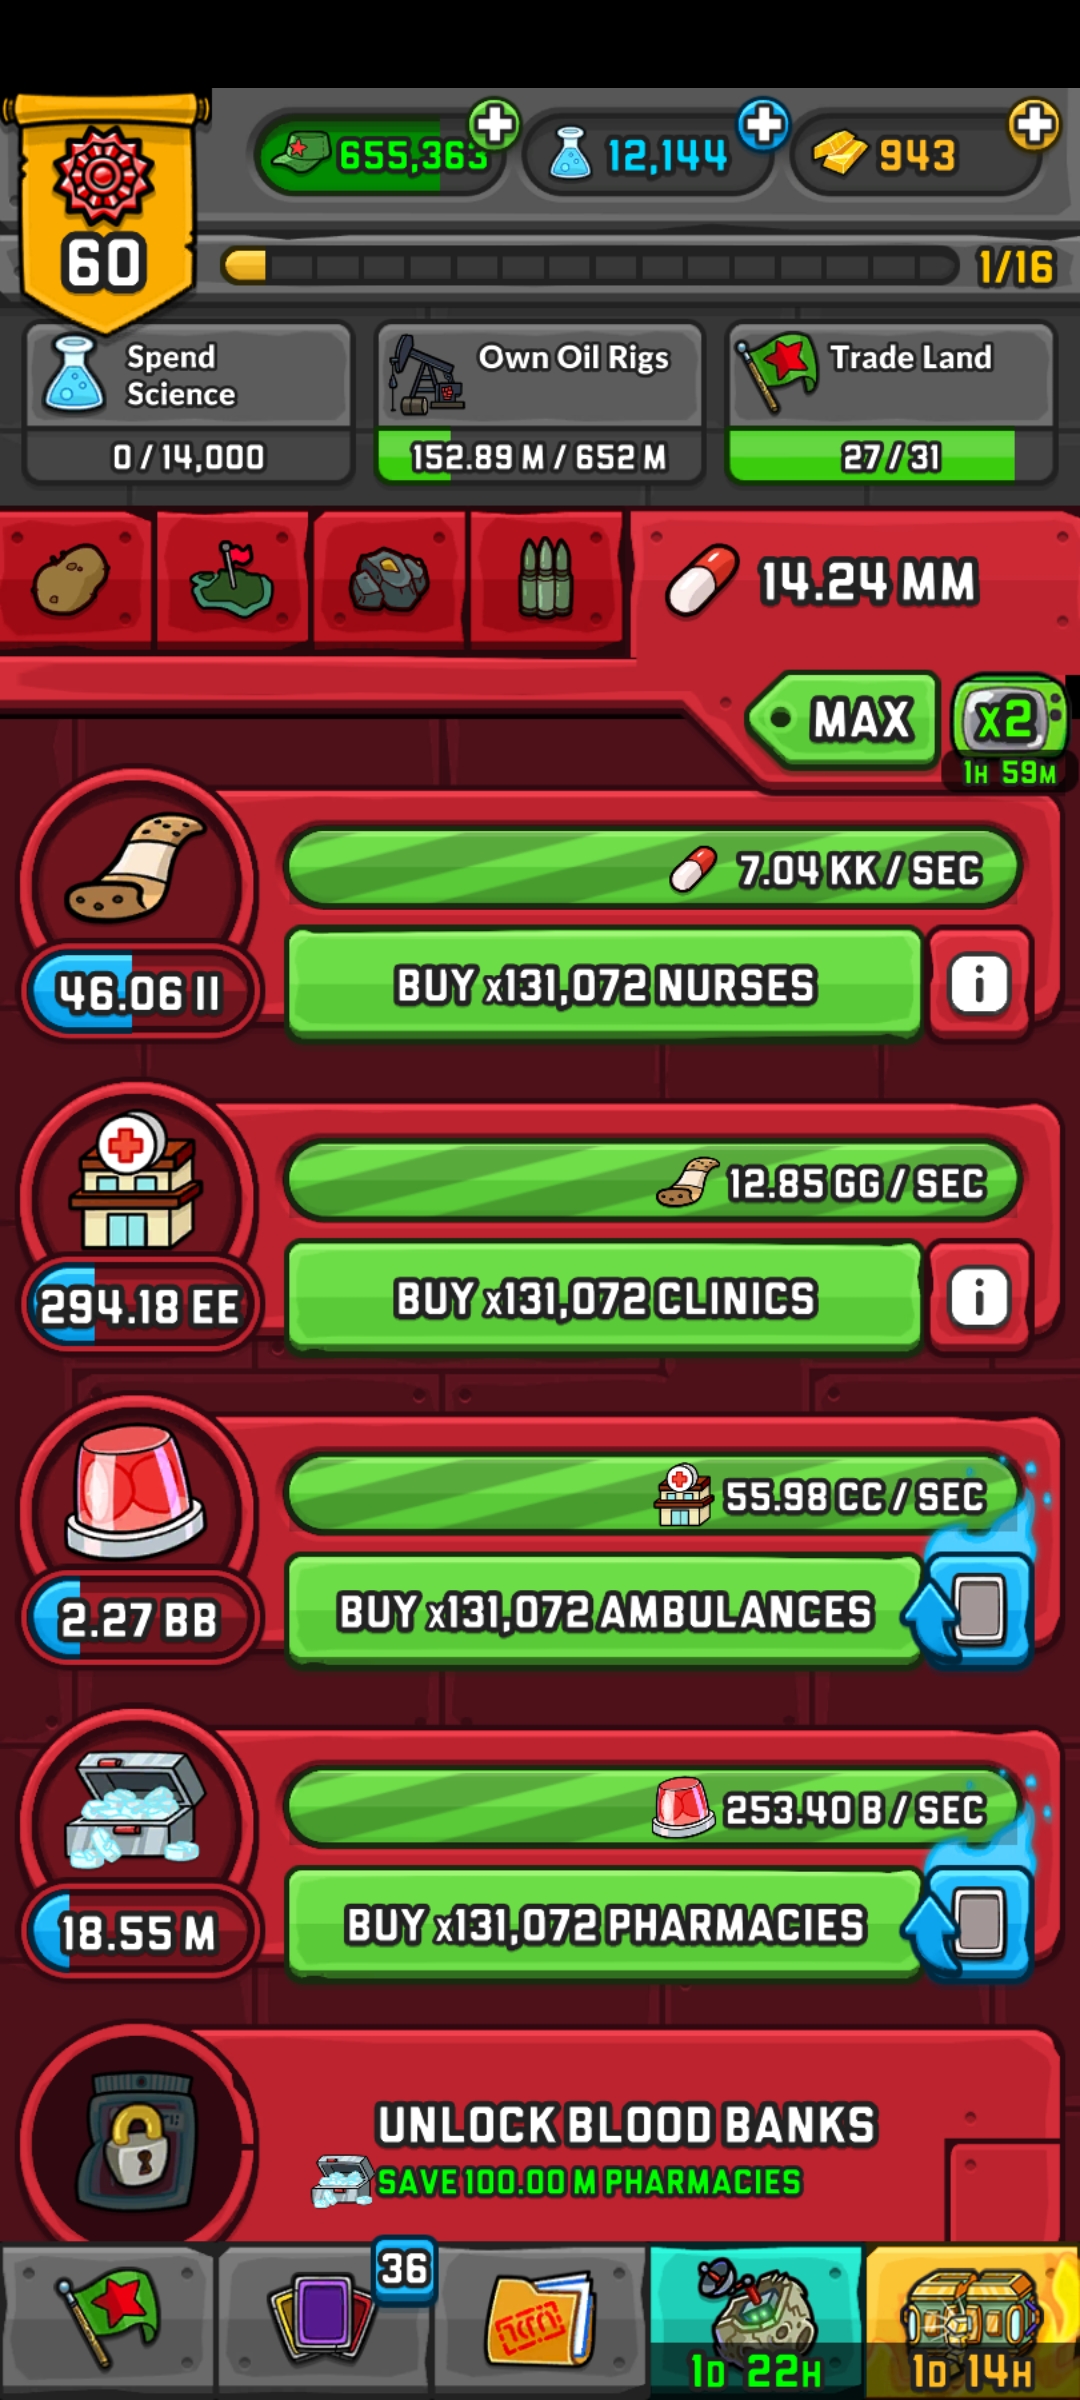 60
655,363
12,144
943
1/16
Spend
Science
0 / 14,000
Own Oil Rigs
152.89 M / 652 M
Trade Land
27 / 31
14.24 MM
MAX
x2
1H 59M
7.04 KK / SEC
46.06 II
BUY x131,072 NURSES
i
12.85 GG / SEC
294.18 EE
BUY x131,072 CLINICS
i
55.98 CC / SEC
2.27 BB
BUY x131,072 AMBULANCES
253.40 B / SEC
18.55 M
BUY x131,072 PHARMACIES
UNLOCK BLOOD BANKS
SAVE 100.00 M PHARMACIES
36
1D 22H
1D 14H